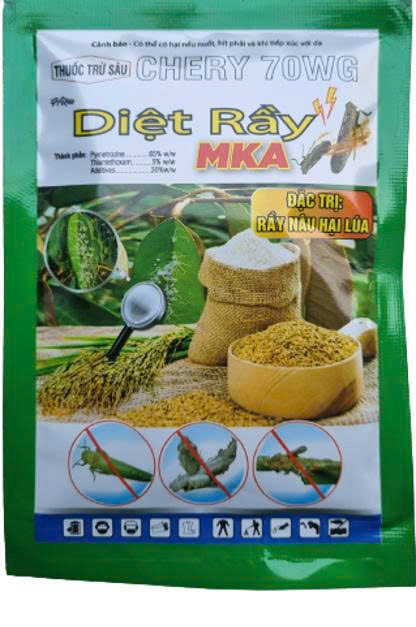 Cảnh báo - Có thể có hại nếu nuốt, hít phải và khi tiếp xúc với da
THUỐC TRỪ SÂU CHERY 70WG
Hiệu
Diệt Rầy
MKA
Thành phần: Pymetrozine..........65% w/w
Thiamethoxam........5% w/w
Additives..............30%w/w
ĐẶC TRỊ:
RẦY NÂU HẠI LÚA